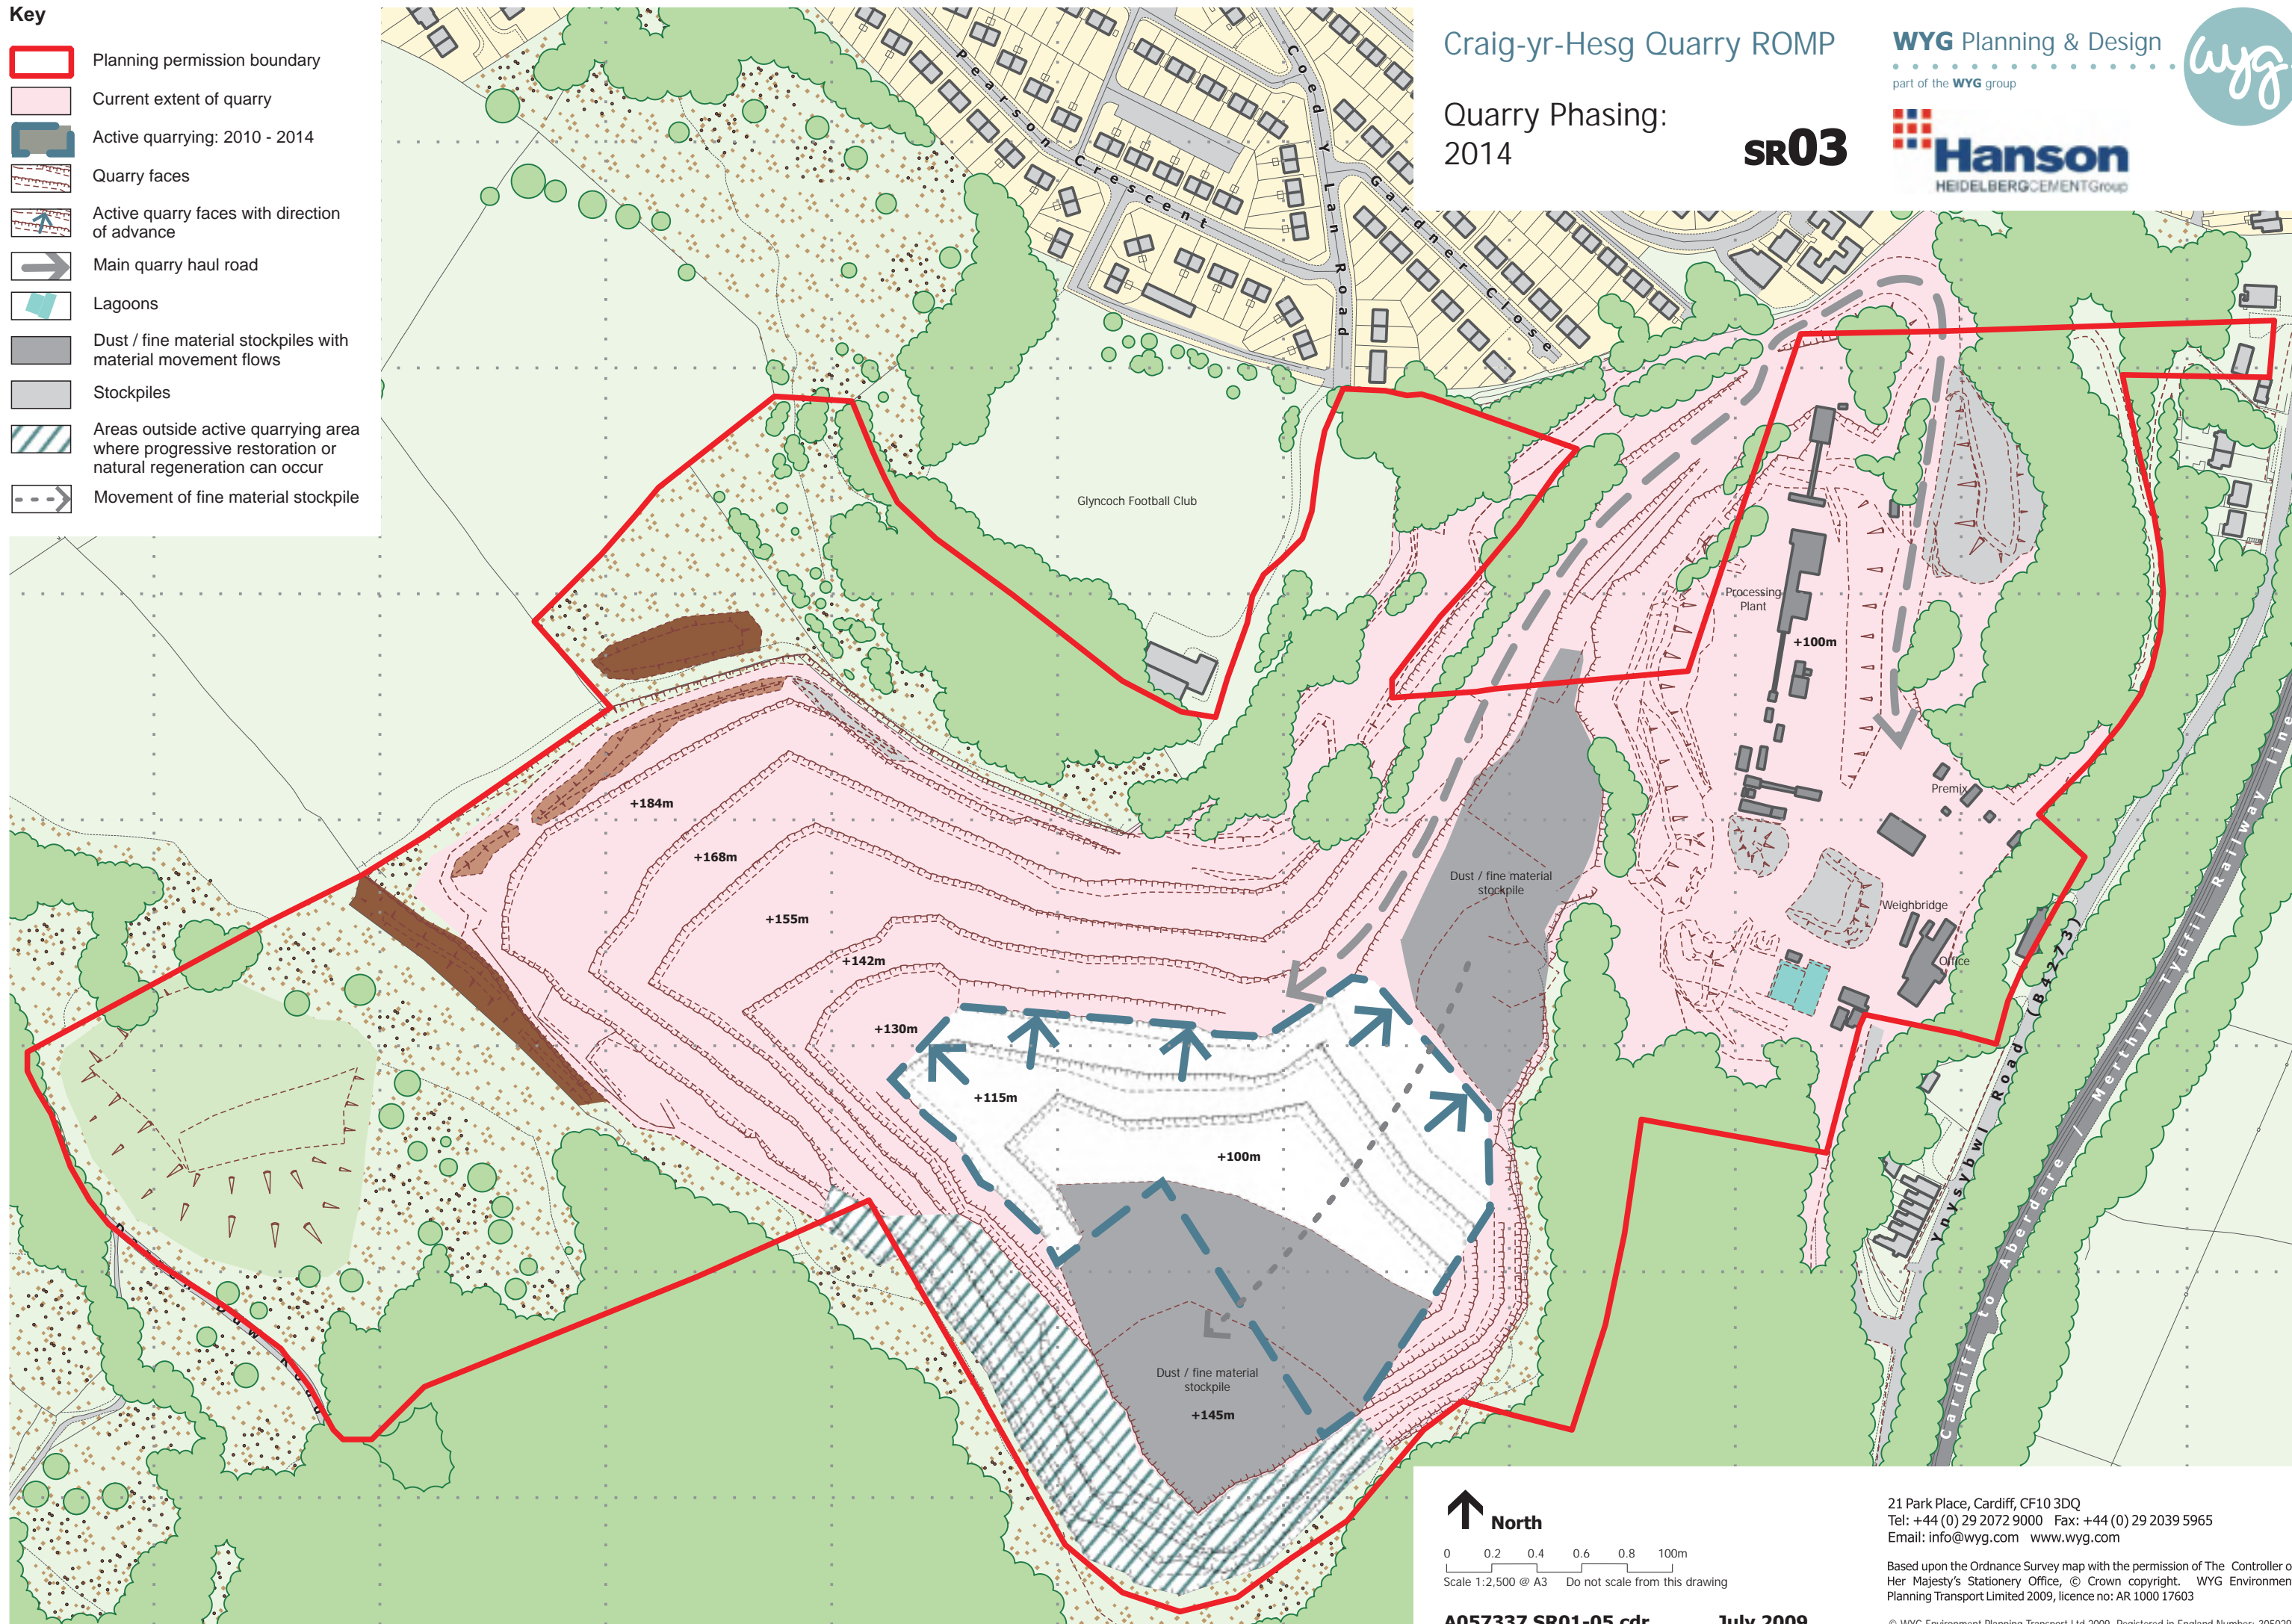 Key
Planning permission boundary
Current extent of quarry
Active quarrying: 2010 - 2014
Quarry faces
Active quarry faces with direction
of advance
Main quarry haul road
Lagoons
Dust / fine material stockpiles with
material movement flows
Stockpiles
Areas outside active quarrying area
where progressive restoration or
natural regeneration can occur
Movement of fine material stockpile
Craig-yr-Hesg Quarry ROMP
Quarry Phasing:
2014
SR03
WYG Planning & Design
part of the WYG group
wyg
Hanson
HEIDELBERGCEMENTGroup
Pearson Crescent
Coed Y Lan Road
Gardner Close
Glyncoch Football Club
Processing
Plant
+100m
+184m
+168m
+155m
+142m
+130m
+115m
+100m
Dust / fine material
stockpile
Premix
Weighbridge
Office
Dust / fine material
stockpile
+145m
Ynysybwl Road (B4273)
Cardiff to Aberdare / Merthyr Tydfil Railway line
North
0 0.2 0.4 0.6 0.8 100m
Scale 1:2,500 @ A3 Do not scale from this drawing
A057337 SR01-05.cdr July 2009
21 Park Place, Cardiff, CF10 3DQ
Tel: +44 (0) 29 2072 9000 Fax: +44 (0) 29 2039 5965
Email: info@wyg.com www.wyg.com
Based upon the Ordnance Survey map with the permission of The Controller o
Her Majesty's Stationery Office, © Crown copyright. WYG Environmen
Planning Transport Limited 2009, licence no: AR 1000 17603